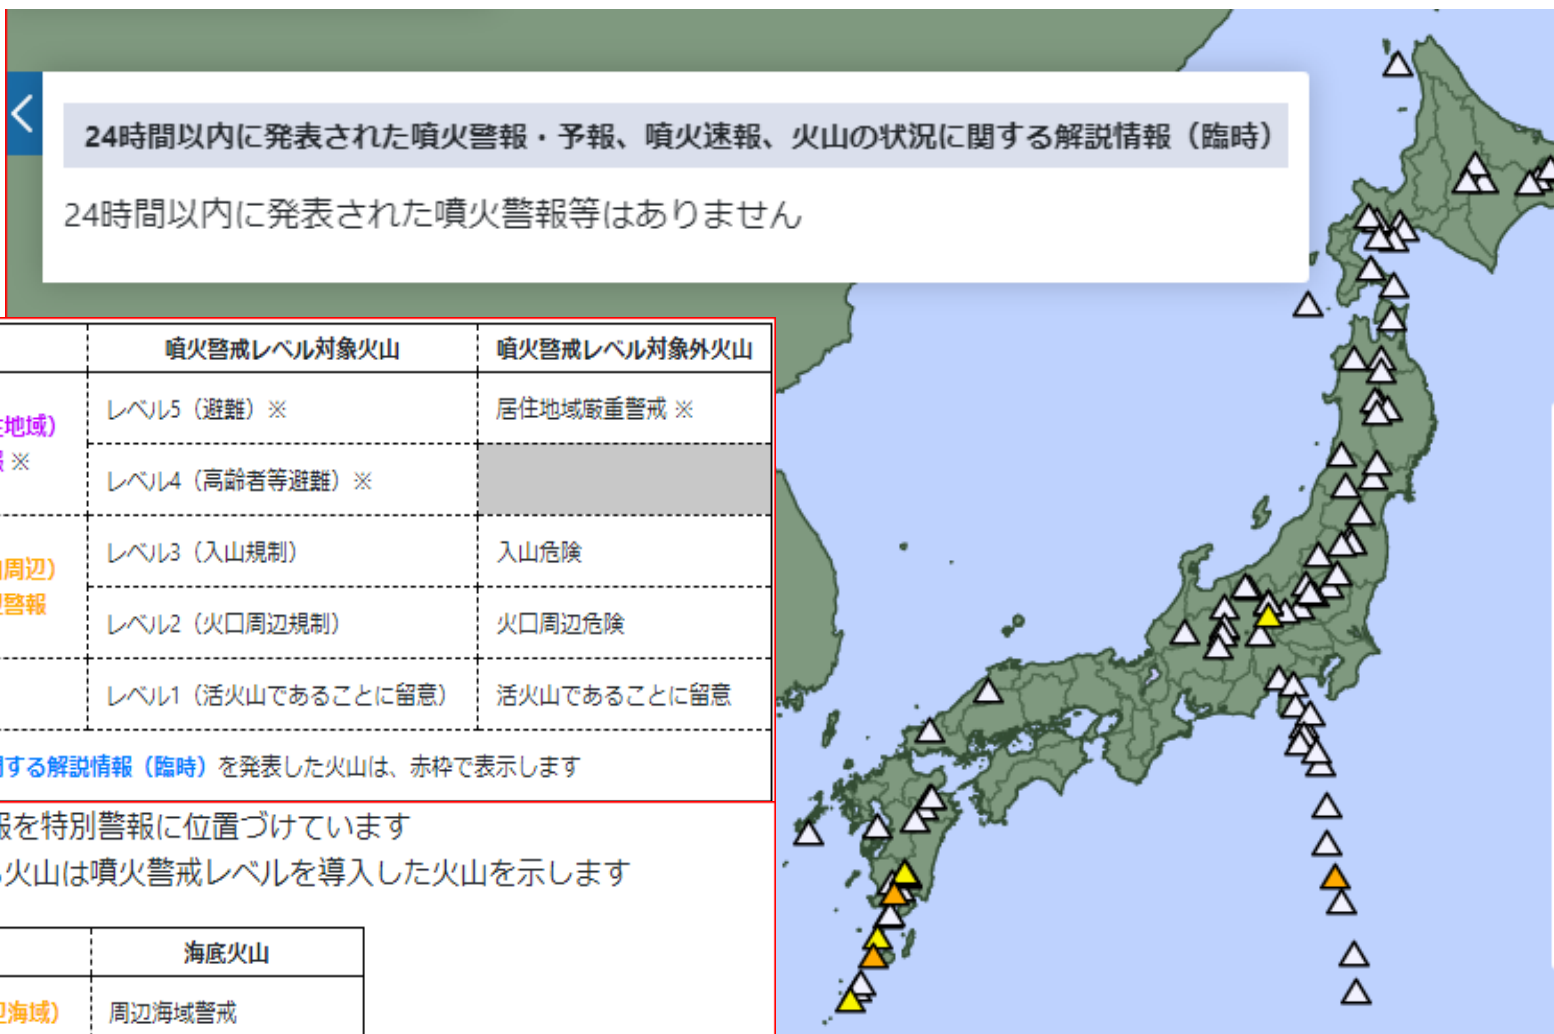 24時間以内に発表された噴火警報・予報、噴火速報、火山の状況に関する解説情報（臨時）
24時間以内に発表された噴火警報等はありません
噴火警戒レベル対象火山 噴火警戒レベル対象外火山
レベル5（避難）※ 居住地域厳重警戒 ※
地域）
※
レベル4（高齢者等避難）※
レベル3（入山規制） 入山危険
周辺）
警報
レベル2（火口周辺規制） 火口周辺危険
レベル1（活火山であることに留意） 活火山であることに留意
する解説情報（臨時）を発表した火山は、赤枠で表示します
報を特別警報に位置づけています
火山は噴火警戒レベルを導入した火山を示します
海底火山
辺海域） 周辺海域警戒